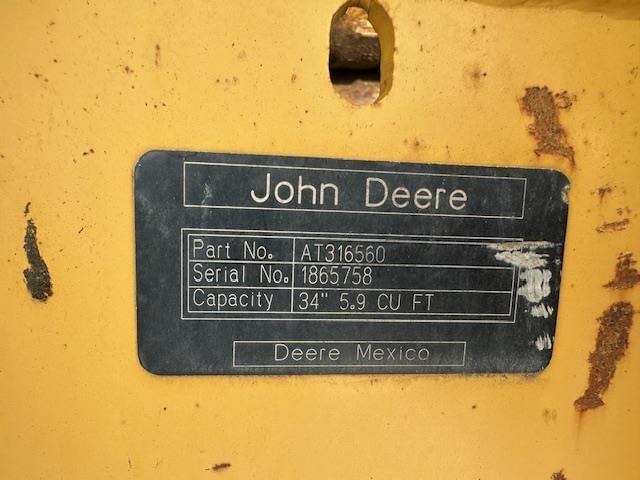 John Deere
Part No. AT316560
Serial No. 1865758
Capacity 34" 5.9 CU FT
Deere Mexico